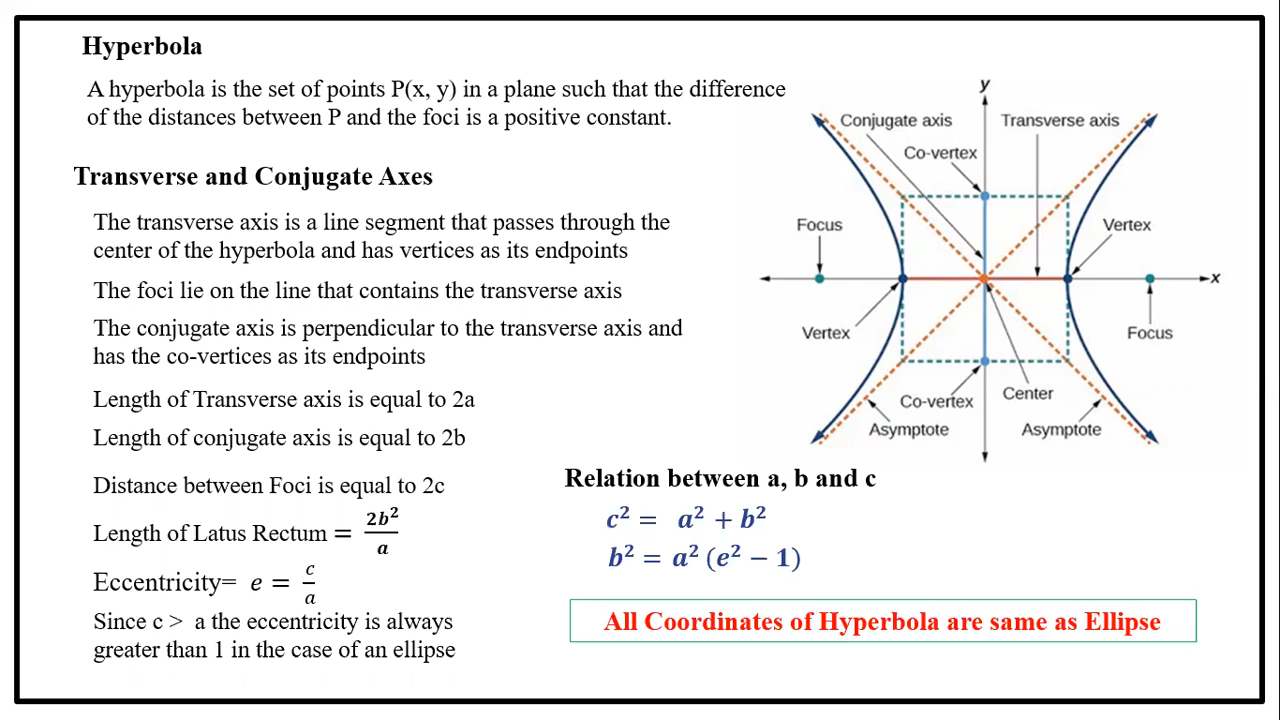 Hyperbola
A hyperbola is the set of points P(x, y) in a plane such that the difference
of the distances between P and the foci is a positive constant.
Transverse and Conjugate Axes
The transverse axis is a line segment that passes through the
center of the hyperbola and has vertices as its endpoints
The foci lie on the line that contains the transverse axis
The conjugate axis is perpendicular to the transverse axis and
has the co-vertices as its endpoints
Length of Transverse axis is equal to 2a
Length of conjugate axis is equal to 2b
Distance between Foci is equal to 2c
Length of Latus Rectum = 2b²/a
Eccentricity= e = c/a
Since c > a the eccentricity is always
greater than 1 in the case of an ellipse
y
Conjugate axis
Transverse axis
Co-vertex
Focus
Vertex
x
Vertex
Focus
Co-vertex
Center
Asymptote
Asymptote
Relation between a, b and c
c² = a² + b²
b² = a² (e² − 1)
All Coordinates of Hyperbola are same as Ellipse